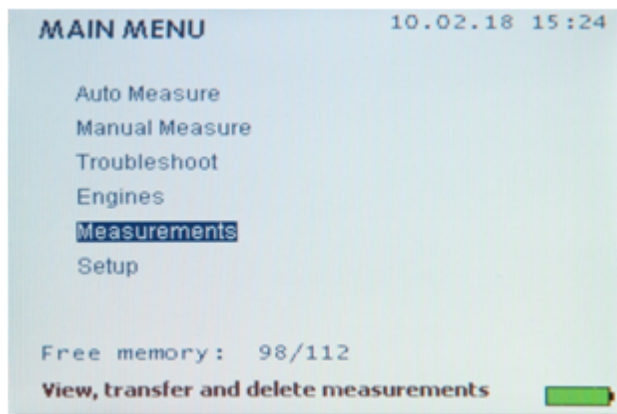 MAIN MENU 10.02.18 15:24
Auto Measure
Manual Measure
Troubleshoot
Engines
Measurements
Setup
Free memory: 98/112
View, transfer and delete measurements